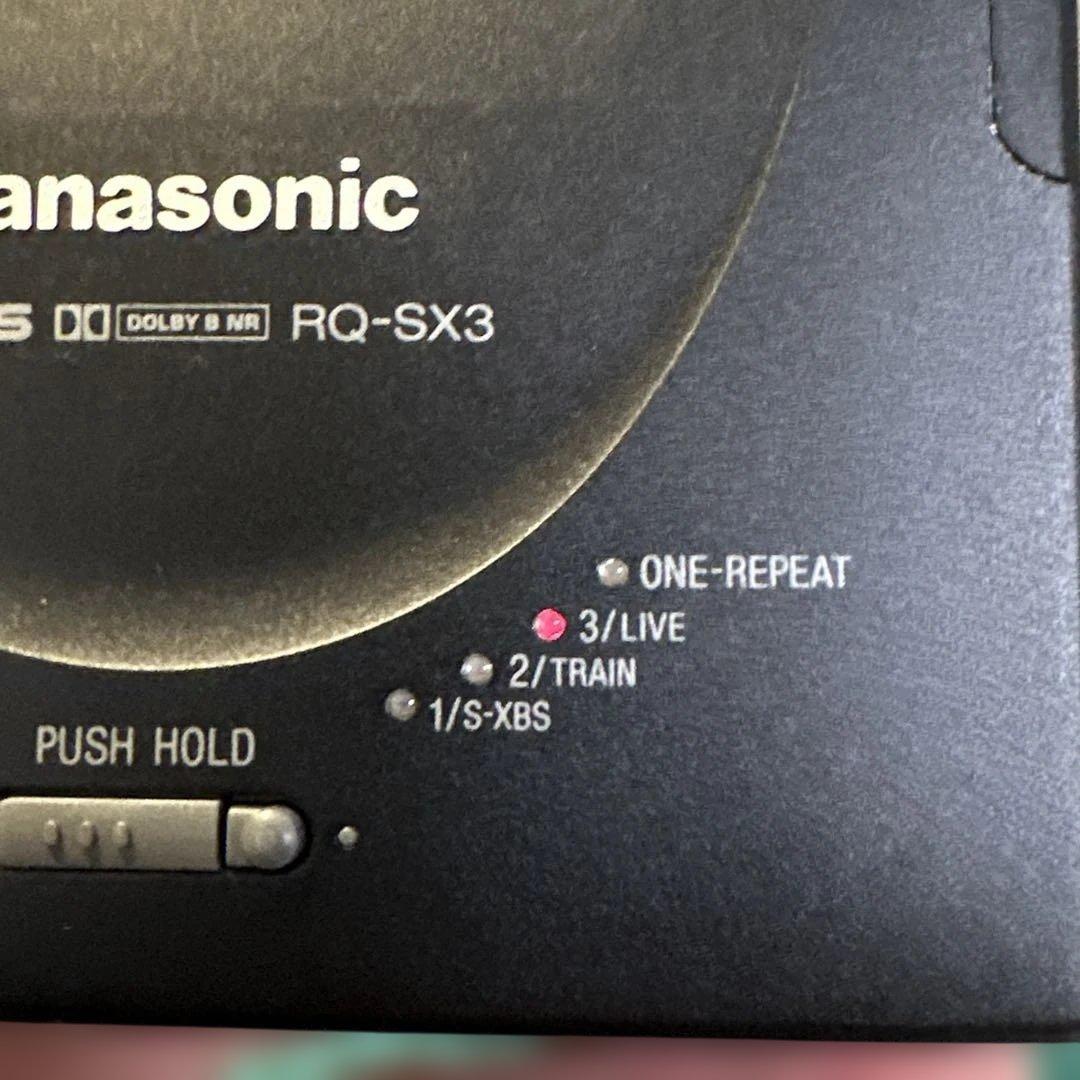 anasonic
S DOLBY B NR RQ-SX3
ONE-REPEAT
3/LIVE
2/TRAIN
1/S-XBS
PUSH HOLD